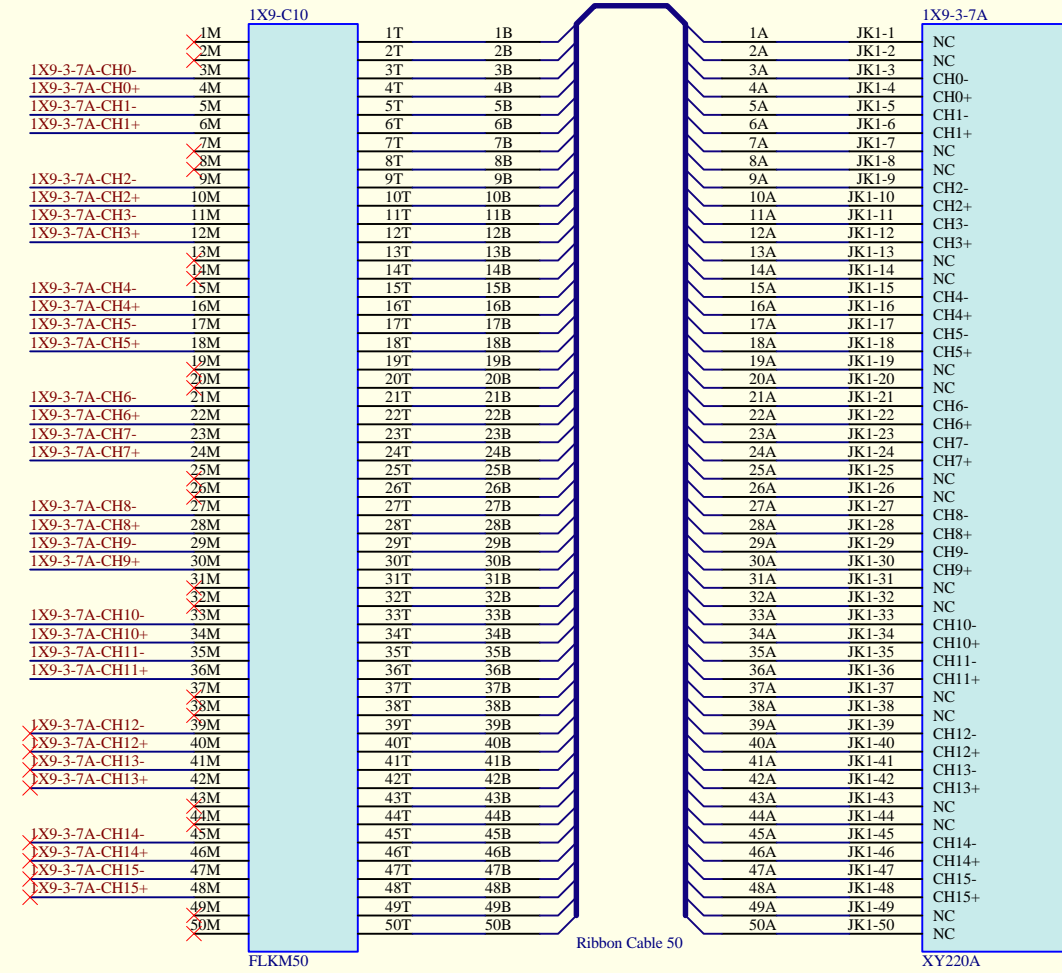 1X9-C10 1X9-3-7A
1M 1T 1B 1A JK1-1 NC
2M 2T 2B 2A JK1-2 NC
1X9-3-7A-CH0- 3M 3T 3B 3A JK1-3 CH0-
1X9-3-7A-CH0+ 4M 4T 4B 4A JK1-4 CH0+
1X9-3-7A-CH1- 5M 5T 5B 5A JK1-5 CH1-
1X9-3-7A-CH1+ 6M 6T 6B 6A JK1-6 CH1+
7M 7T 7B 7A JK1-7 NC
8M 8T 8B 8A JK1-8 NC
1X9-3-7A-CH2- 9M 9T 9B 9A JK1-9 CH2-
1X9-3-7A-CH2+ 10M 10T 10B 10A JK1-10 CH2+
1X9-3-7A-CH3- 11M 11T 11B 11A JK1-11 CH3-
1X9-3-7A-CH3+ 12M 12T 12B 12A JK1-12 CH3+
13M 13T 13B 13A JK1-13 NC
14M 14T 14B 14A JK1-14 NC
1X9-3-7A-CH4- 15M 15T 15B 15A JK1-15 CH4-
1X9-3-7A-CH4+ 16M 16T 16B 16A JK1-16 CH4+
1X9-3-7A-CH5- 17M 17T 17B 17A JK1-17 CH5-
1X9-3-7A-CH5+ 18M 18T 18B 18A JK1-18 CH5+
19M 19T 19B 19A JK1-19 NC
20M 20T 20B 20A JK1-20 NC
1X9-3-7A-CH6- 21M 21T 21B 21A JK1-21 CH6-
1X9-3-7A-CH6+ 22M 22T 22B 22A JK1-22 CH6+
1X9-3-7A-CH7- 23M 23T 23B 23A JK1-23 CH7-
1X9-3-7A-CH7+ 24M 24T 24B 24A JK1-24 CH7+
25M 25T 25B 25A JK1-25 NC
26M 26T 26B 26A JK1-26 NC
1X9-3-7A-CH8- 27M 27T 27B 27A JK1-27 CH8-
1X9-3-7A-CH8+ 28M 28T 28B 28A JK1-28 CH8+
1X9-3-7A-CH9- 29M 29T 29B 29A JK1-29 CH9-
1X9-3-7A-CH9+ 30M 30T 30B 30A JK1-30 CH9+
31M 31T 31B 31A JK1-31 NC
32M 32T 32B 32A JK1-32 NC
1X9-3-7A-CH10- 33M 33T 33B 33A JK1-33 CH10-
1X9-3-7A-CH10+ 34M 34T 34B 34A JK1-34 CH10+
1X9-3-7A-CH11- 35M 35T 35B 35A JK1-35 CH11-
1X9-3-7A-CH11+ 36M 36T 36B 36A JK1-36 CH11+
37M 37T 37B 37A JK1-37 NC
38M 38T 38B 38A JK1-38 NC
1X9-3-7A-CH12- 39M 39T 39B 39A JK1-39 CH12-
1X9-3-7A-CH12+ 40M 40T 40B 40A JK1-40 CH12+
1X9-3-7A-CH13- 41M 41T 41B 41A JK1-41 CH13-
1X9-3-7A-CH13+ 42M 42T 42B 42A JK1-42 CH13+
43M 43T 43B 43A JK1-43 NC
44M 44T 44B 44A JK1-44 NC
1X9-3-7A-CH14- 45M 45T 45B 45A JK1-45 CH14-
1X9-3-7A-CH14+ 46M 46T 46B 46A JK1-46 CH14+
1X9-3-7A-CH15- 47M 47T 47B 47A JK1-47 CH15-
1X9-3-7A-CH15+ 48M 48T 48B 48A JK1-48 CH15+
49M 49T 49B 49A JK1-49 NC
50M 50T 50B 50A JK1-50 NC
Ribbon Cable 50
FLKM50 XY220A